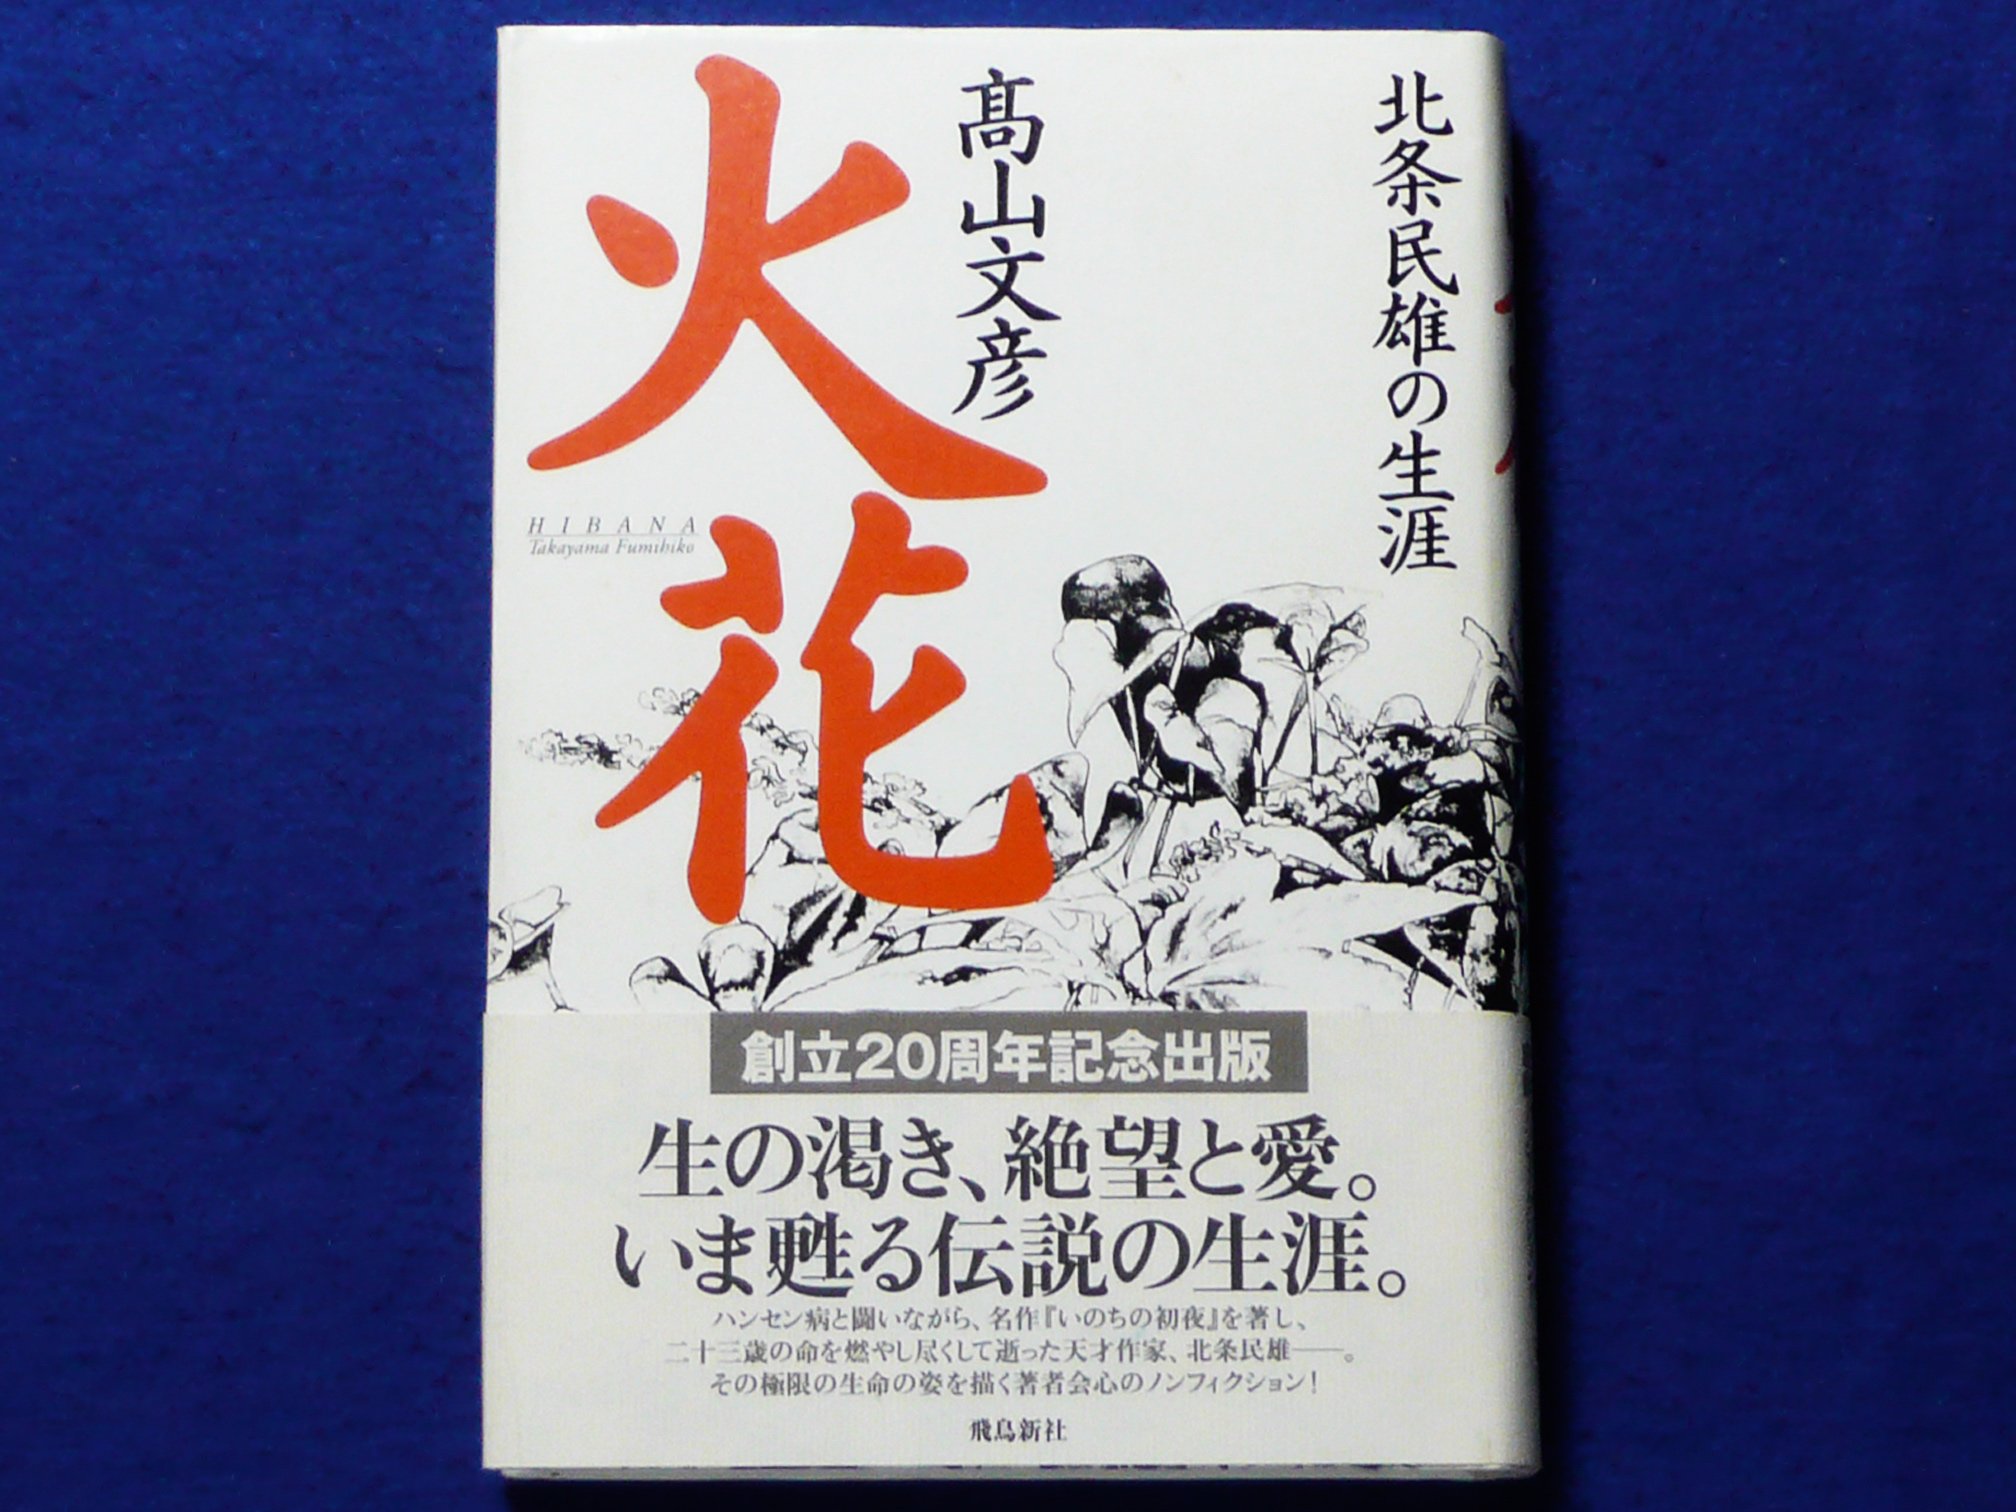 北条民雄の生涯
髙山文彦
火花
HIBANA
Takayama Fumihiko
創立20周年記念出版
生の渇き、絶望と愛。
いま甦る伝説の生涯。
ハンセン病と闘いながら、名作『いのちの初夜』を著し、
二十三歳の命を燃やし尽くして逝った天才作家、北条民雄──。
その極限の生命の姿を描く著者会心のノンフィクション!
飛鳥新社